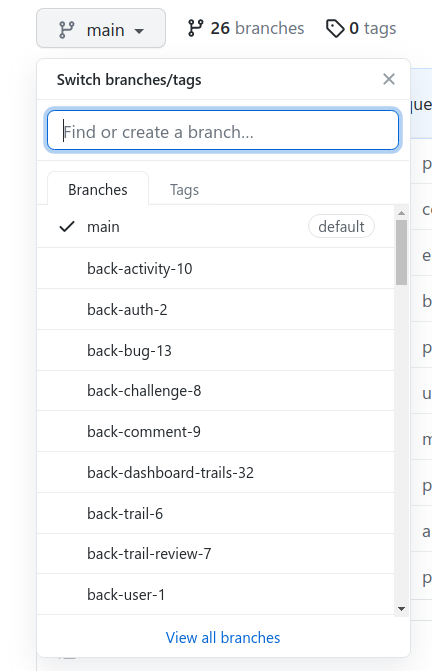 main
26 branches
0 tags
Switch branches/tags
Find or create a branch...
Branches
Tags
main
default
back-activity-10
back-auth-2
back-bug-13
back-challenge-8
back-comment-9
back-dashboard-trails-32
back-trail-6
back-trail-review-7
back-user-1
View all branches